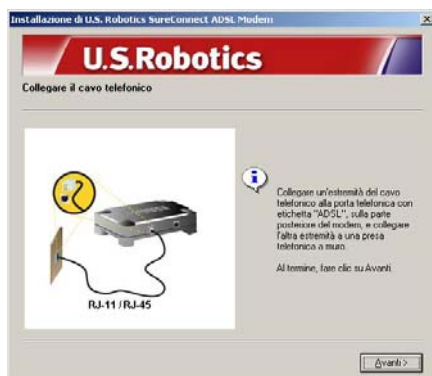 Installazione di U.S. Robotics SureConnect ADSL Modem
U.S.Robotics
Collegare il cavo telefonico
Collegare un'estremità del cavo
telefonico alla porta telefonica con
etichetta "ADSL", sulla parte
posteriore del modem, e collegare
l'altra estremità a una presa
telefonica a muro.
Al termine, fare clic su Avanti.
RJ-11 / RJ-45
Avanti >